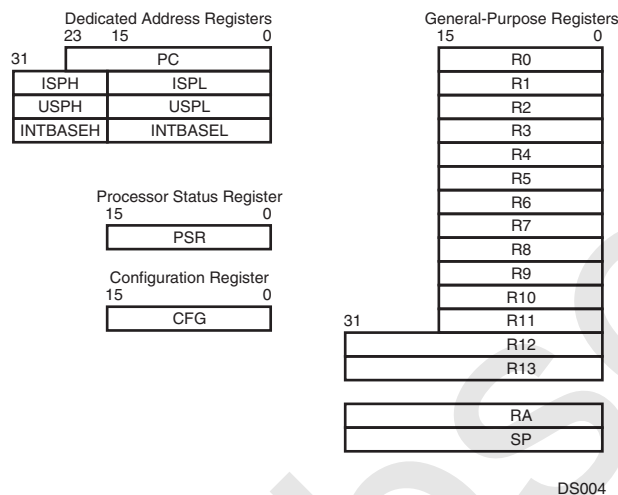 Dedicated Address Registers
23 15 0
31
PC
ISPH ISPL
USPH USPL
INTBASEH INTBASEL
Processor Status Register
15 0
PSR
Configuration Register
15 0
CFG
General-Purpose Registers
15 0
R0
R1
R2
R3
R4
R5
R6
R7
R8
R9
R10
31
R11
R12
R13
RA
SP
DS004